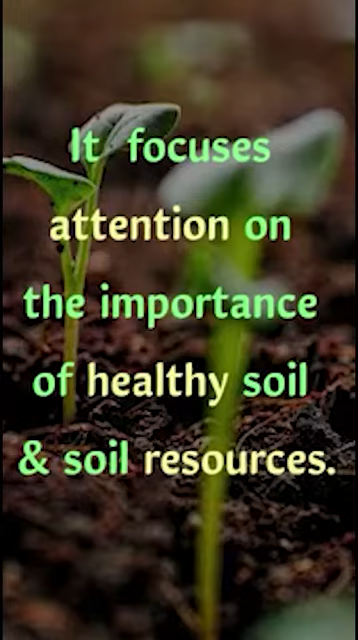 It focuses
attention on
the importance
of healthy soil
& soil resources.